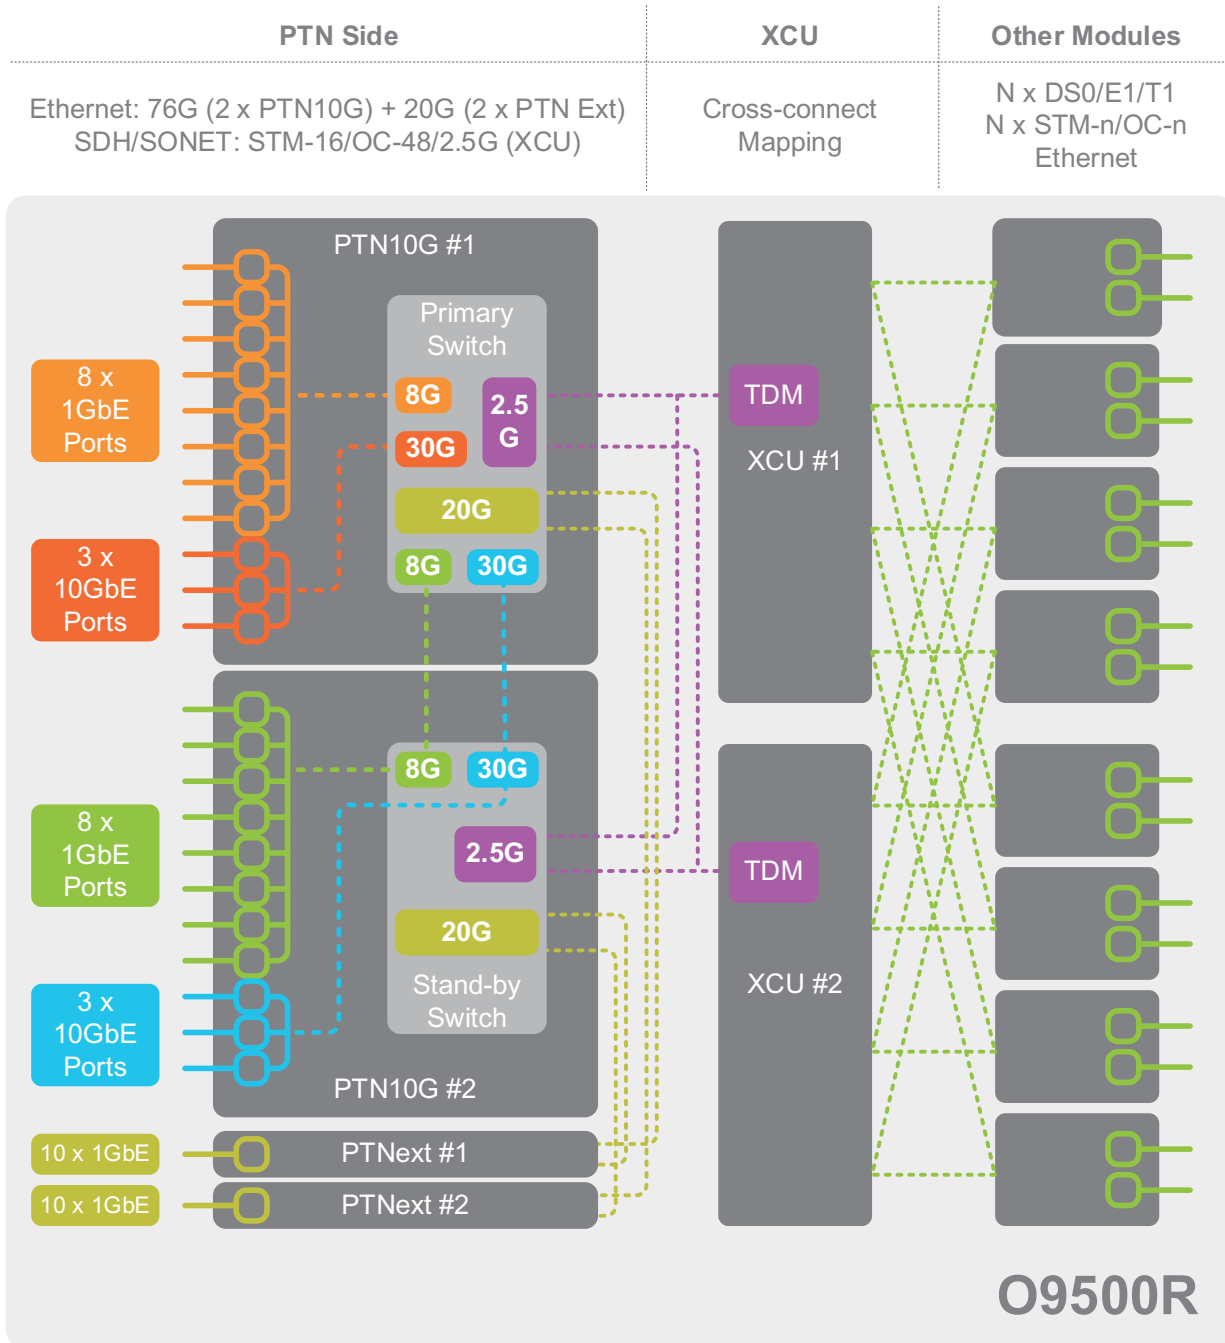 PTN Side
XCU
Other Modules
Ethernet: 76G (2 x PTN10G) + 20G (2 x PTN Ext)
SDH/SONET: STM-16/OC-48/2.5G (XCU)
Cross-connect
Mapping
N x DS0/E1/T1
N x STM-n/OC-n
Ethernet
PTN10G #1
Primary
Switch
8G
2.5
G
30G
20G
8G
30G
8 x
1GbE
Ports
3 x
10GbE
Ports
TDM
XCU #1
8G
30G
2.5G
20G
Stand-by
Switch
PTN10G #2
8 x
1GbE
Ports
3 x
10GbE
Ports
TDM
XCU #2
10 x 1GbE
PTNext #1
10 x 1GbE
PTNext #2
O9500R